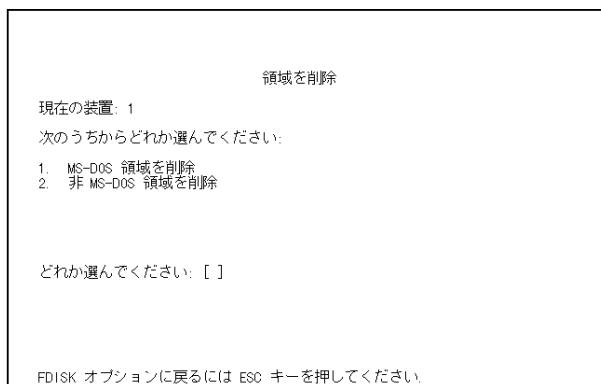 領域を削除
現在の装置: 1
次のうちからどれか選んでください:
1. MS-DOS 領域を削除
2. 非 MS-DOS 領域を削除
どれか選んでください: [ ]
FDISK オプションに戻るには ESC キーを押してください.